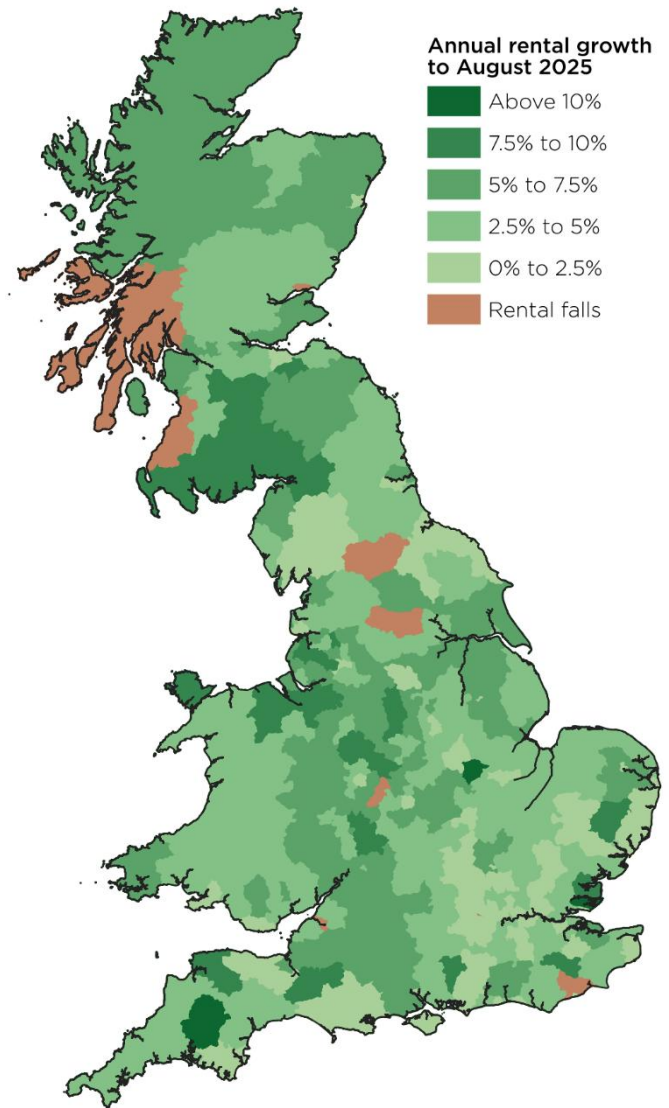 Annual rental growth
to August 2025
Above 10%
7.5% to 10%
5% to 7.5%
2.5% to 5%
0% to 2.5%
Rental falls